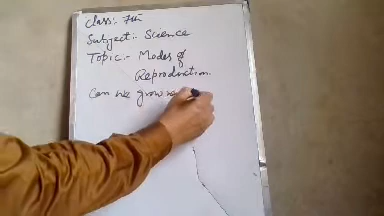 Class:- 7th
Subject:- Science
Topic:- Modes of
Reproduction.
Can we grow